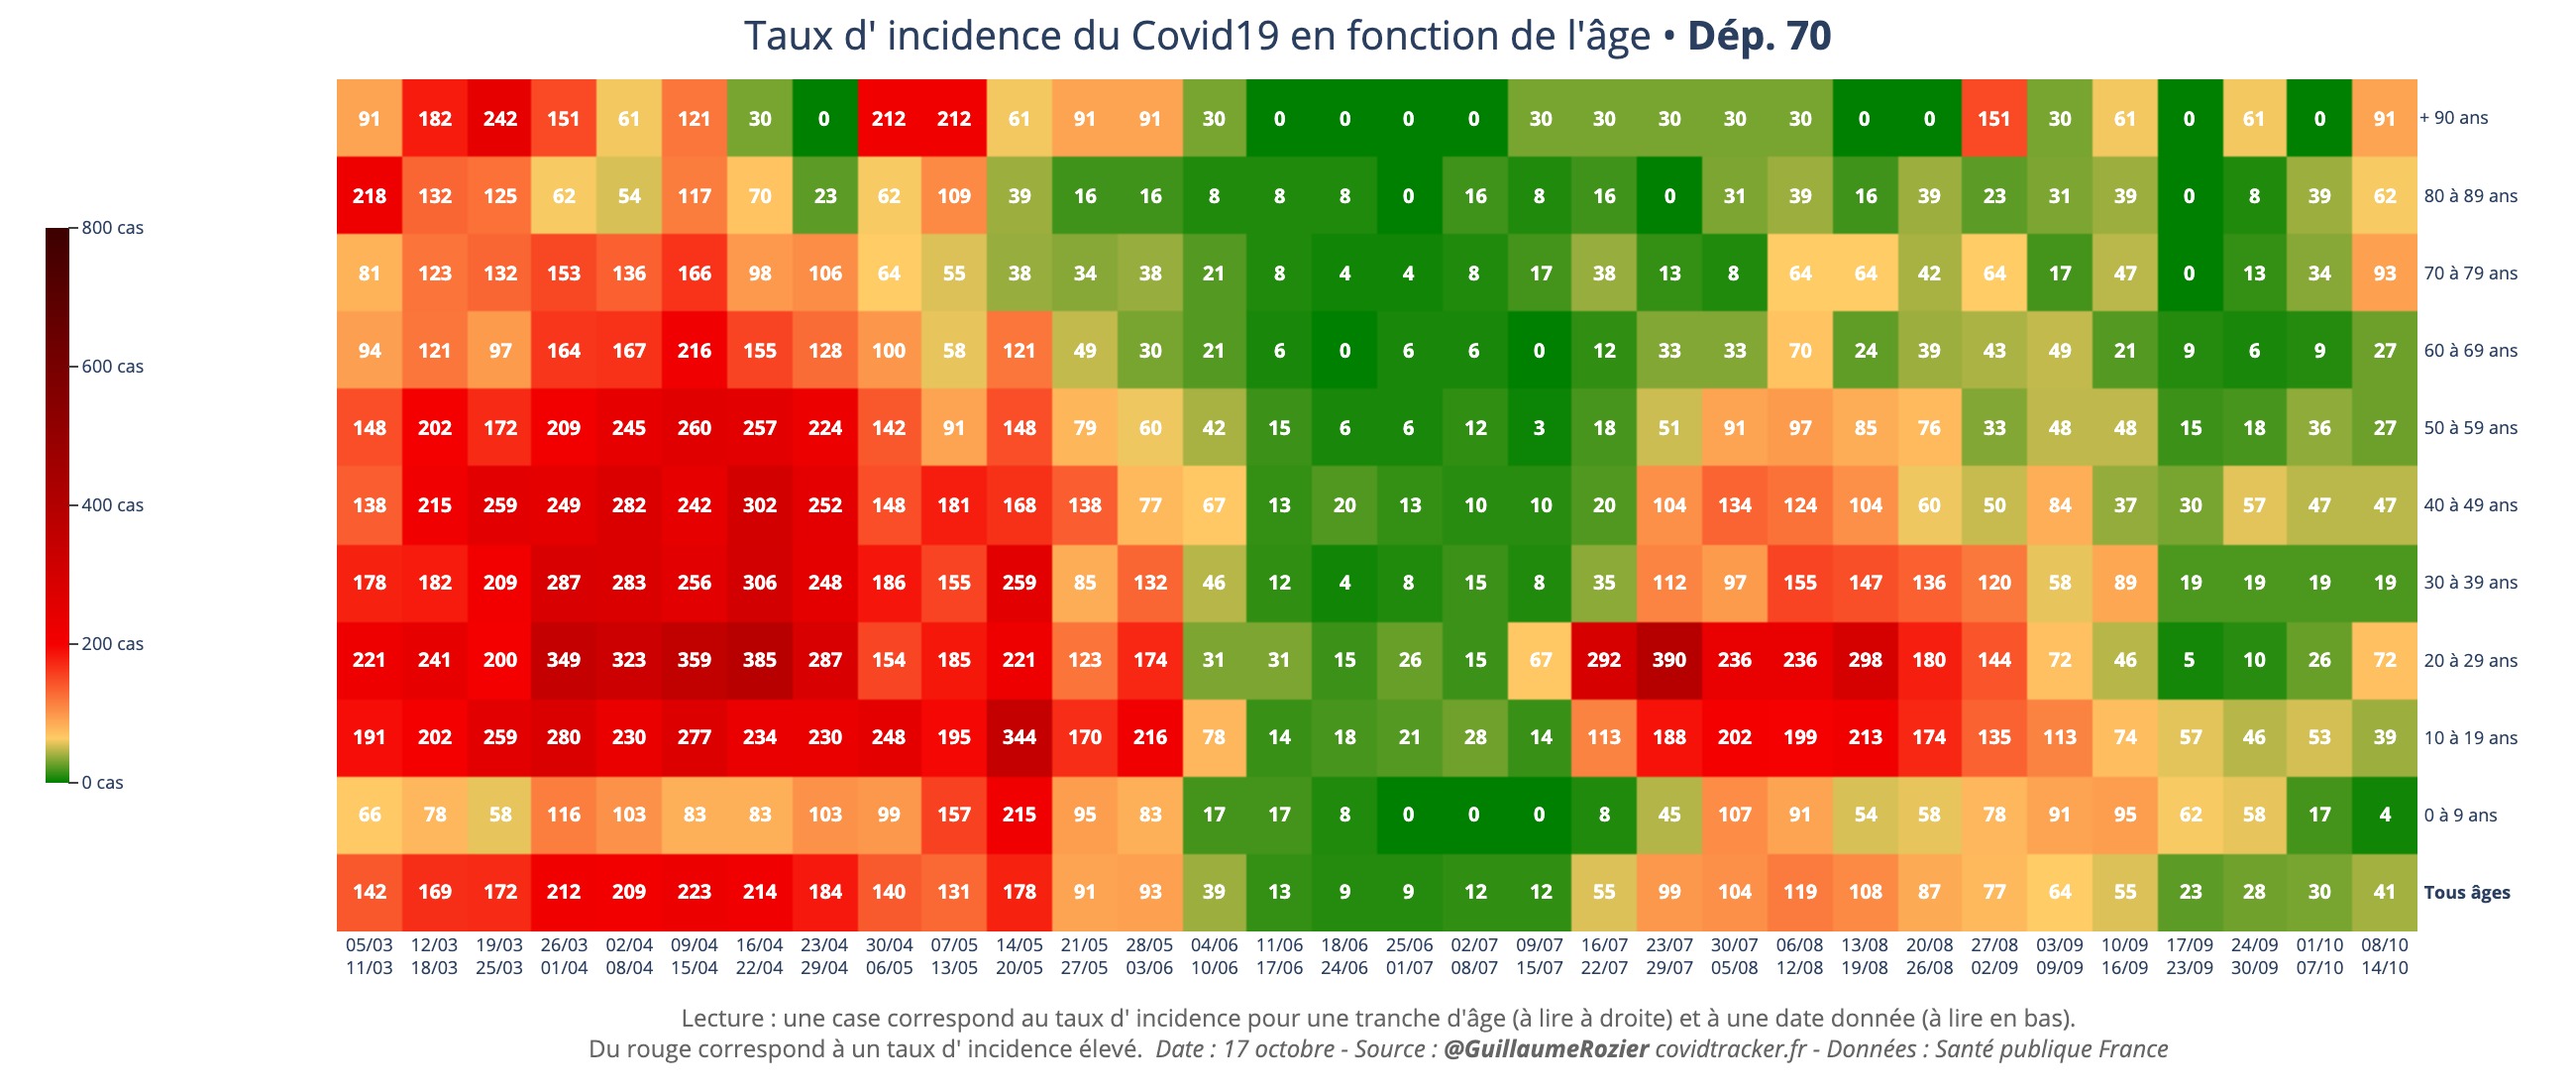 Taux d' incidence du Covid19 en fonction de l'âge • Dép. 70
800 cas
600 cas
400 cas
200 cas
0 cas
91 182 242 151 61 121 30 0 212 212 61 91 91 30 0 0 0 0 30 30 30 30 30 0 0 151 30 61 0 61 0 91 + 90 ans
218 132 125 62 54 117 70 23 62 109 39 16 16 8 8 8 0 16 8 16 0 31 39 16 39 23 31 39 0 8 39 62 80 à 89 ans
81 123 132 153 136 166 98 106 64 55 38 34 38 21 8 4 4 8 17 38 13 8 64 64 42 64 17 47 0 13 34 93 70 à 79 ans
94 121 97 164 167 216 155 128 100 58 121 49 30 21 6 0 6 6 0 12 33 33 70 24 39 43 49 21 9 6 9 27 60 à 69 ans
148 202 172 209 245 260 257 224 142 91 148 79 60 42 15 6 6 12 3 18 51 91 97 85 76 33 48 48 15 18 36 27 50 à 59 ans
138 215 259 249 282 242 302 252 148 181 168 138 77 67 13 20 13 10 10 20 104 134 124 104 60 50 84 37 30 57 47 47 40 à 49 ans
178 182 209 287 283 256 306 248 186 155 259 85 132 46 12 4 8 15 8 35 112 97 155 147 136 120 58 89 19 19 19 19 30 à 39 ans
221 241 200 349 323 359 385 287 154 185 221 123 174 31 31 15 26 15 67 292 390 236 236 298 180 144 72 46 5 10 26 72 20 à 29 ans
191 202 259 280 230 277 234 230 248 195 344 170 216 78 14 18 21 28 14 113 188 202 199 213 174 135 113 74 57 46 53 39 10 à 19 ans
66 78 58 116 103 83 83 103 99 157 215 95 83 17 17 8 0 0 0 8 45 107 91 54 58 78 91 95 62 58 17 4 0 à 9 ans
142 169 172 212 209 223 214 184 140 131 178 91 93 39 13 9 9 12 12 55 99 104 119 108 87 77 64 55 23 28 30 41 Tous âges
05/03 12/03 19/03 26/03 02/04 09/04 16/04 23/04 30/04 07/05 14/05 21/05 28/05 04/06 11/06 18/06 25/06 02/07 09/07 16/07 23/07 30/07 06/08 13/08 20/08 27/08 03/09 10/09 17/09 24/09 01/10 08/10
11/03 18/03 25/03 01/04 08/04 15/04 22/04 29/04 06/05 13/05 20/05 27/05 03/06 10/06 17/06 24/06 01/07 08/07 15/07 22/07 29/07 05/08 12/08 19/08 26/08 02/09 09/09 16/09 23/09 30/09 07/10 14/10
Lecture : une case correspond au taux d' incidence pour une tranche d'âge (à lire à droite) et à une date donnée (à lire en bas).
Du rouge correspond à un taux d' incidence élevé. Date : 17 octobre - Source : @GuillaumeRozier covidtracker.fr - Données : Santé publique France